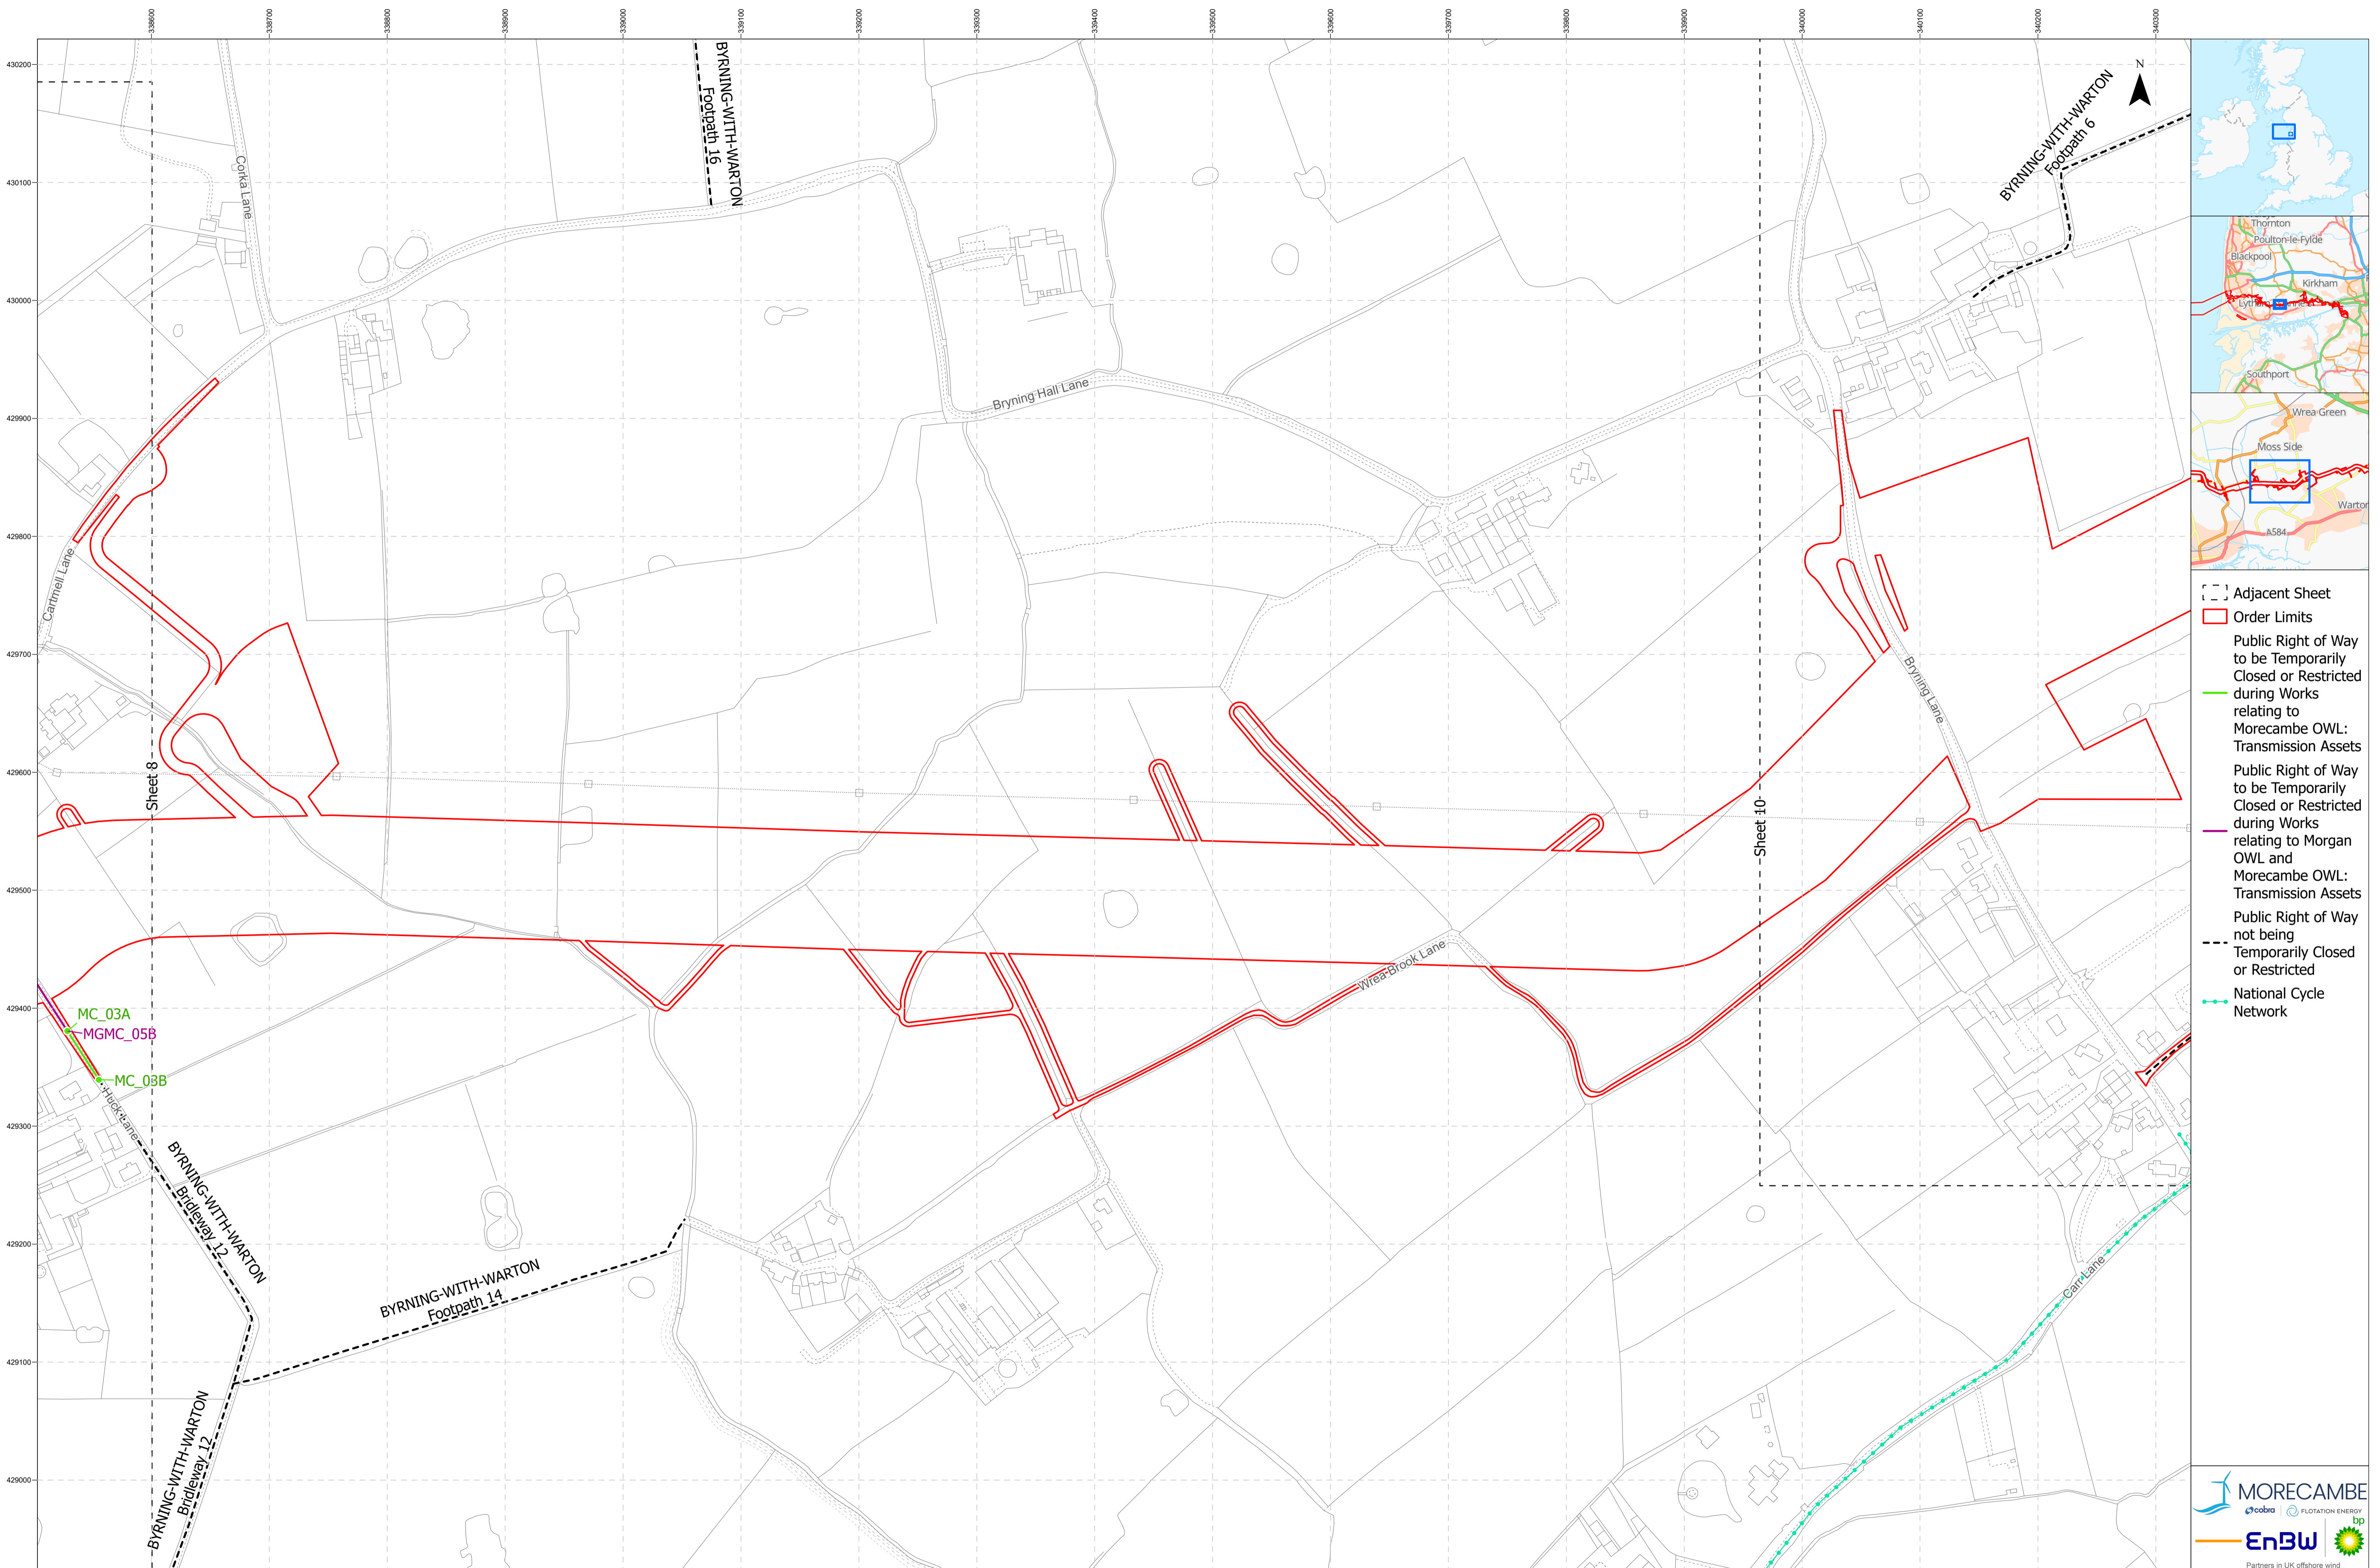 338600
338700
338800
338900
339000
339100
339200
339300
339400
339500
339600
339700
339800
339900
340000
340100
340200
340300
430200
430100
430000
429900
429800
429700
429600
429500
429400
429300
429200
429100
429000
N
BYRNING-WITH-WARTON
Footpath 16
BYRNING-WITH-WARTON
Footpath 6
Corka Lane
Bryning Hall Lane
Cartmell Lane
Bryning Lane
Sheet 8
Sheet 10
Wrea Brook Lane
MC_03A
MGMC_05B
MC_03B
Huck Lane
BYRNING-WITH-WARTON
Bridleway 12
BYRNING-WITH-WARTON
Footpath 14
Carr Lane
BYRNING-WITH-WARTON
Bridleway 12
Thornton
Poulton-le-Fylde
Blackpool
Kirkham
Southport
Wrea Green
Moss Side
Warton
A584
Adjacent Sheet
Order Limits
Public Right of Way
to be Temporarily
Closed or Restricted
during Works
relating to
Morecambe OWL:
Transmission Assets
Public Right of Way
to be Temporarily
Closed or Restricted
during Works
relating to Morgan
OWL and
Morecambe OWL:
Transmission Assets
Public Right of Way
not being
Temporarily Closed
or Restricted
National Cycle
Network
MORECAMBE
cobra
FLOTATION ENERGY
EnBW
bp
Partners in UK offshore wind